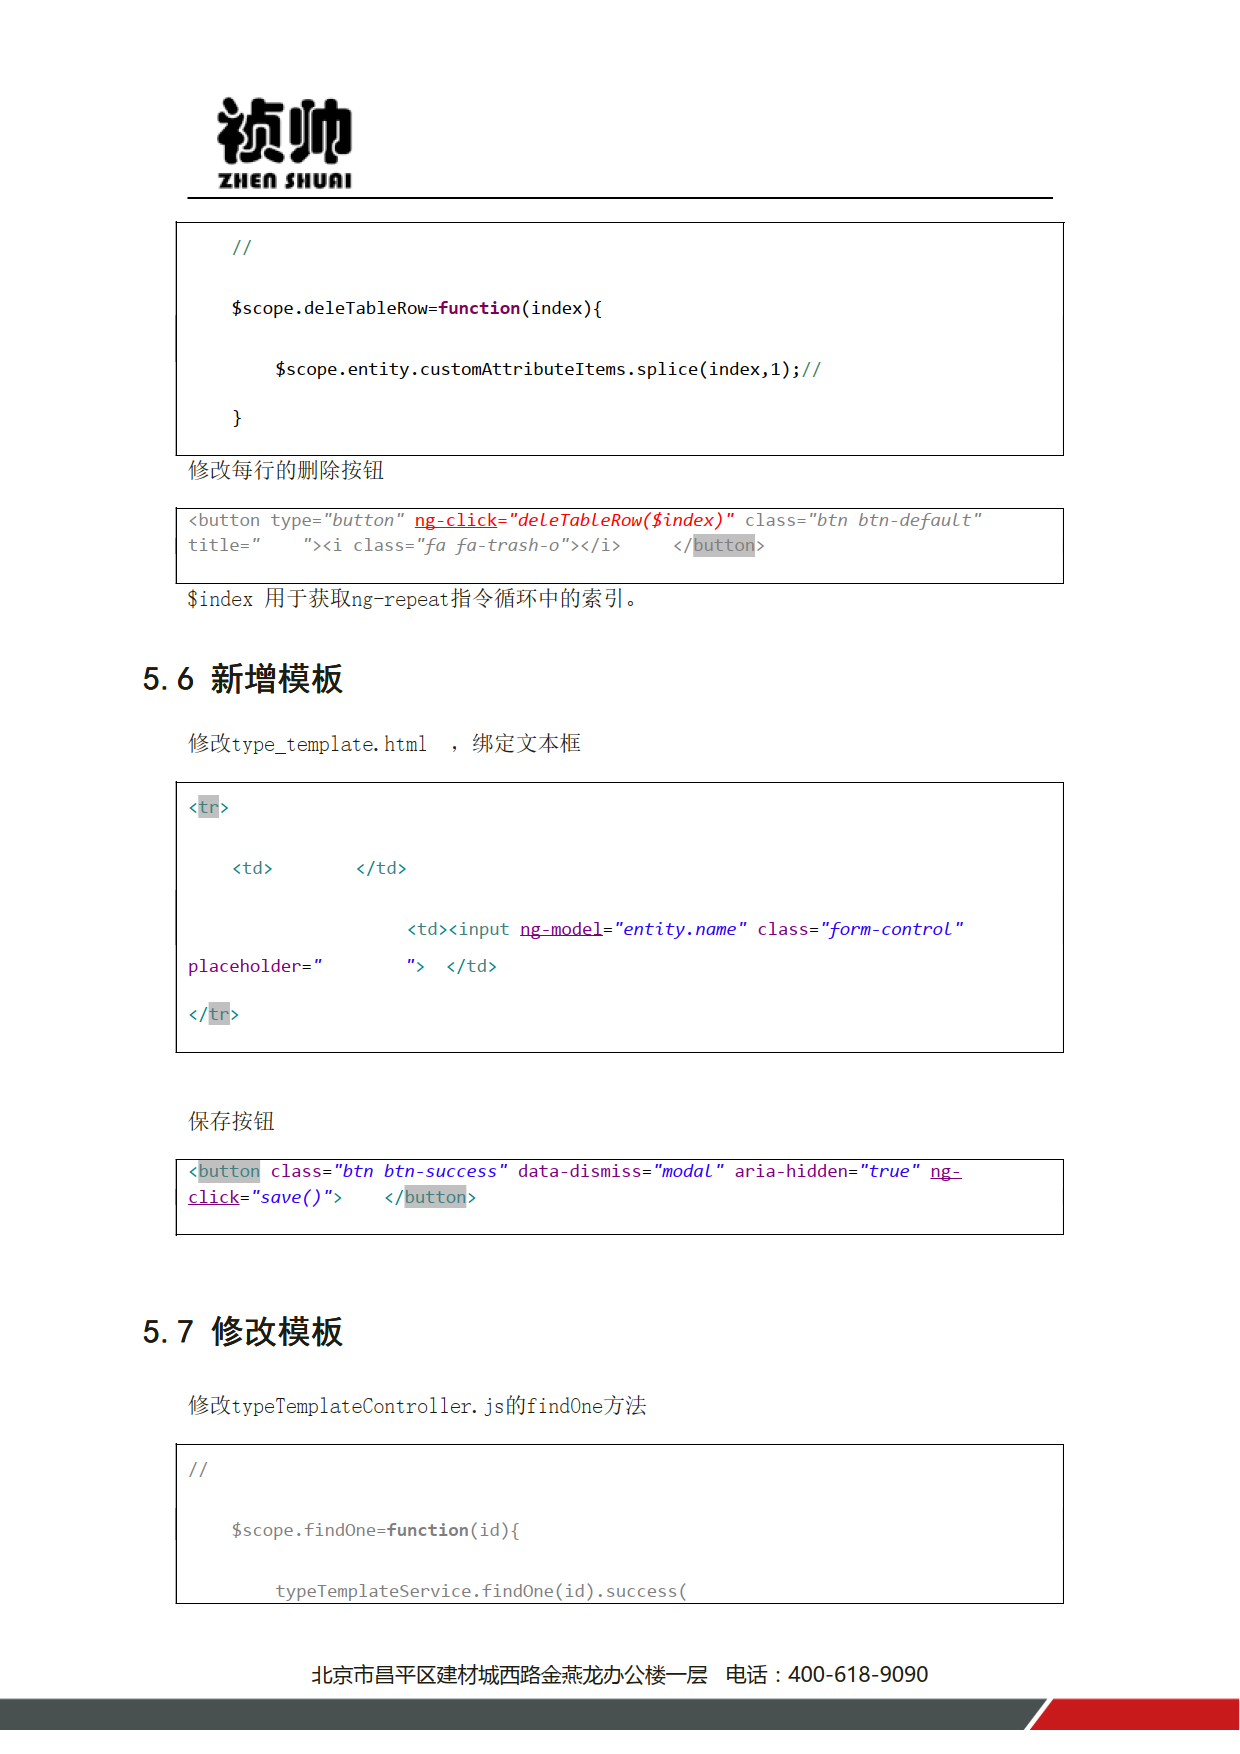 祯帅
ZHEN SHUAI
//
$scope.deleTableRow=function(index){
$scope.entity.customAttributeItems.splice(index,1);//
}
修改每行的删除按钮
<button type="button" ng-click="deleTableRow($index)" class="btn btn-default"
title="    "><i class="fa fa-trash-o"></i>     </button>
$index 用于获取ng-repeat指令循环中的索引。
5.6 新增模板
修改type_template.html ，绑定文本框
<tr>
<td>        </td>
<td><input ng-model="entity.name" class="form-control"
placeholder="        ">  </td>
</tr>
保存按钮
<button class="btn btn-success" data-dismiss="modal" aria-hidden="true" ng-
click="save()">    </button>
5.7 修改模板
修改typeTemplateController.js的findOne方法
//
$scope.findOne=function(id){
typeTemplateService.findOne(id).success(
北京市昌平区建材城西路金燕龙办公楼一层 电话：400-618-9090